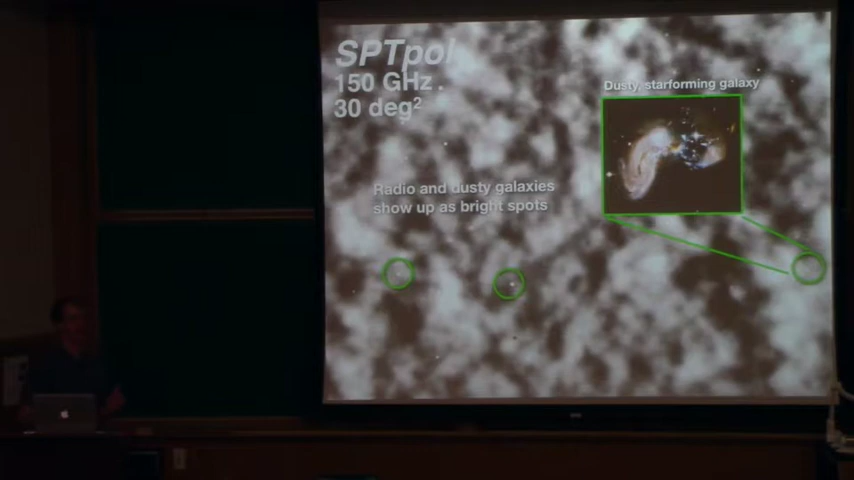 SPTpol
150 GHz
30 deg²
Dusty, starforming galaxy
Radio and dusty galaxies
show up as bright spots